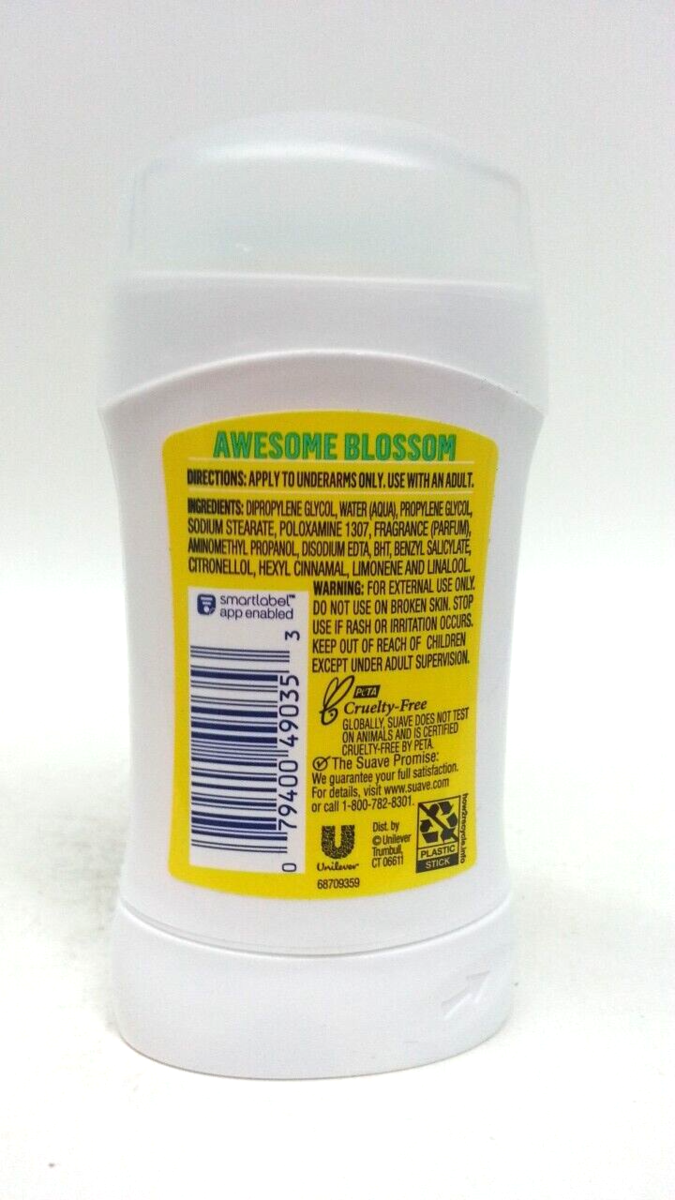 AWESOME BLOSSOM
DIRECTIONS: APPLY TO UNDERARMS ONLY. USE WITH AN ADULT.
INGREDIENTS: DIPROPYLENE GLYCOL, WATER (AQUA), PROPYLENE GLYCOL,
SODIUM STEARATE, POLOXAMINE 1307, FRAGRANCE (PARFUM),
AMINOMETHYL PROPANOL, DISODIUM EDTA, BHT, BENZYL SALICYLATE,
CITRONELLOL, HEXYL CINNAMAL, LIMONENE AND LINALOOL.
WARNING: FOR EXTERNAL USE ONLY.
DO NOT USE ON BROKEN SKIN. STOP
USE IF RASH OR IRRITATION OCCURS.
KEEP OUT OF REACH OF CHILDREN
EXCEPT UNDER ADULT SUPERVISION.
smartlabel™
app enabled
0 79400 49035 3
PETA
Cruelty-Free
GLOBALLY, SUAVE DOES NOT TEST
ON ANIMALS AND IS CERTIFIED
CRUELTY-FREE BY PETA.
The Suave Promise:
We guarantee your full satisfaction.
For details, visit www.suave.com
or call 1-800-782-8301.
Unilever
68709359
Dist. by
© Unilever
Trumbull,
CT 06611
PLASTIC
STICK
how2recycle.info